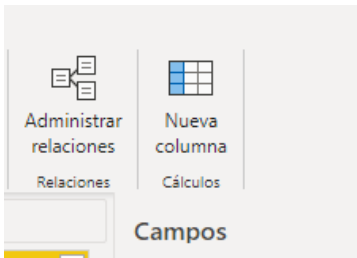 Administrar
relaciones
Relaciones
Nueva
columna
Cálculos
Campos